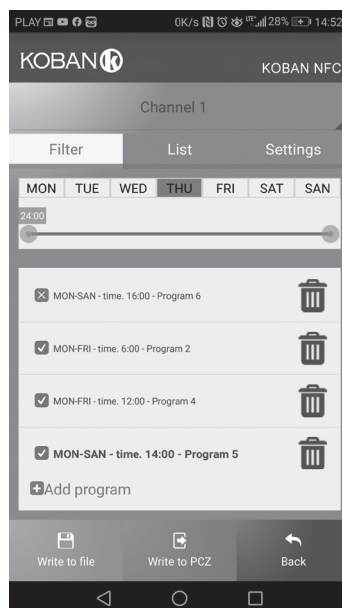 PLAY 0K/s LTE 28% 14:52
KOBAN K
KOBAN NFC
Channel 1
Filter List Settings
MON TUE WED THU FRI SAT SAN
24:00
MON-SAN - time. 16:00 - Program 6
MON-FRI - time. 6:00 - Program 2
MON-FRI - time. 12:00 - Program 4
MON-SAN - time. 14:00 - Program 5
Add program
Write to file Write to PCZ Back